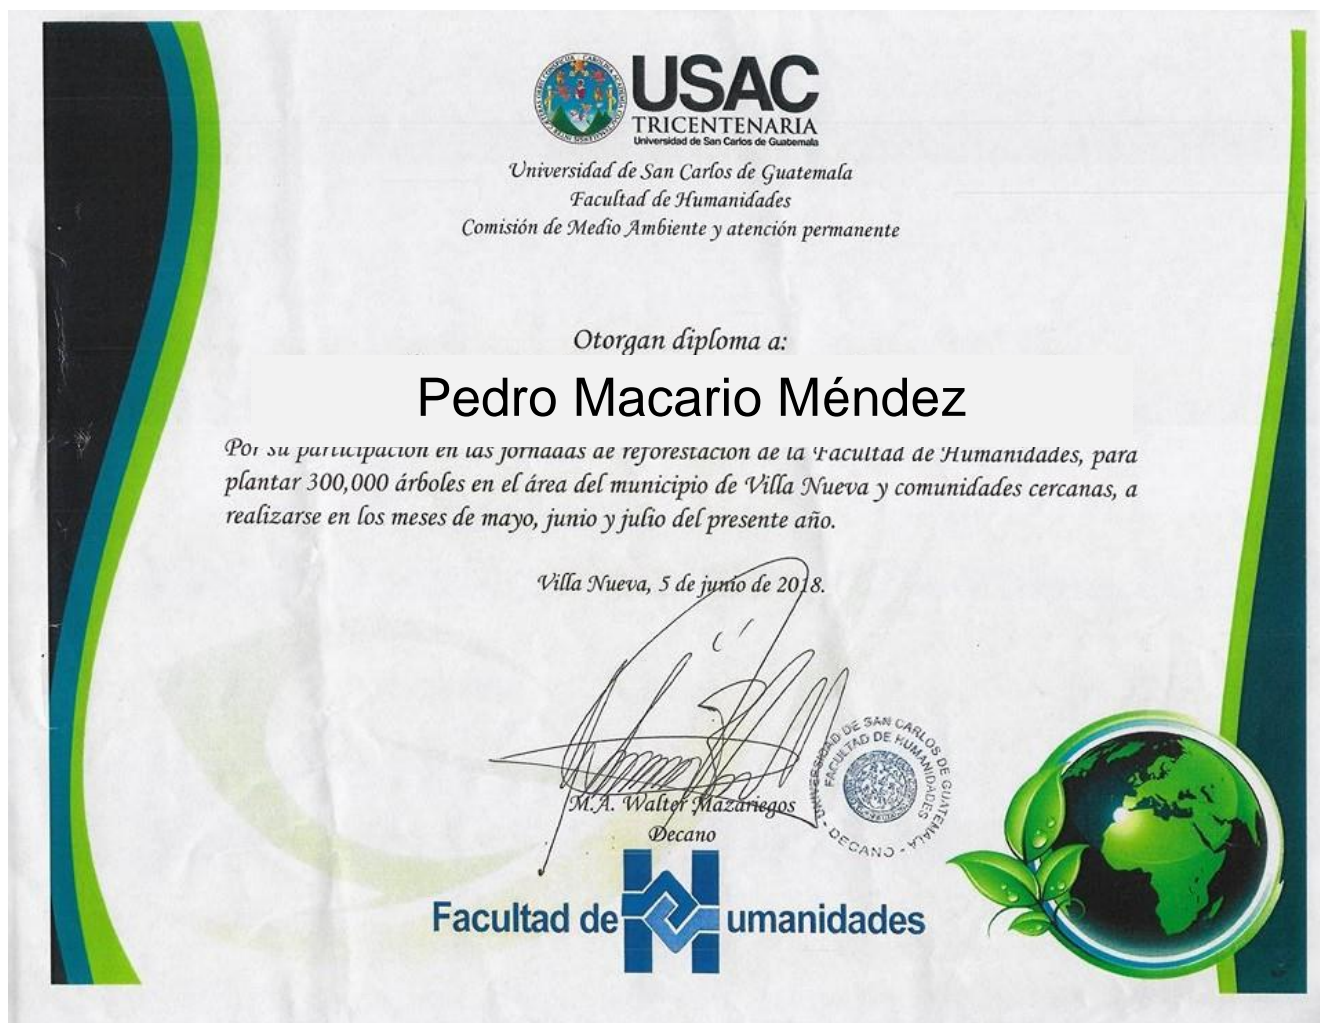 USAC
TRICENTENARIA
Universidad de San Carlos de Guatemala
Universidad de San Carlos de Guatemala
Facultad de Humanidades
Comisión de Medio Ambiente y atención permanente
Otorgan diploma a:
Pedro Macario Méndez
Por su participación en las jornadas de reforestación de la Facultad de Humanidades, para
plantar 300,000 árboles en el área del municipio de Villa Nueva y comunidades cercanas, a
realizarse en los meses de mayo, junio y julio del presente año.
Villa Nueva, 5 de junio de 2018.
UNIVERSIDAD DE SAN CARLOS DE GUATEMALA
FACULTAD DE HUMANIDADES
- DECANO -
M.A. Walter Mazariegos
Decano
Facultad de Humanidades